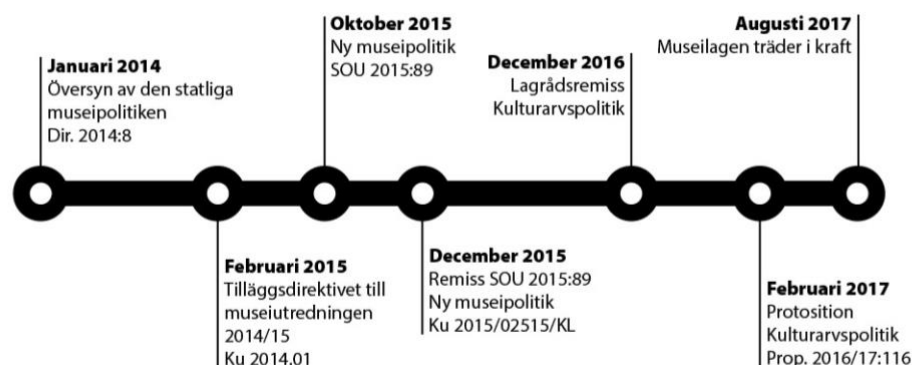 Januari 2014
Översyn av den statliga
museipolitiken
Dir. 2014:8
Februari 2015
Tilläggsdirektivet till
museiutredningen
2014/15
Ku 2014.01
Oktober 2015
Ny museipolitik
SOU 2015:89
December 2015
Remiss SOU 2015:89
Ny museipolitik
Ku 2015/02515/KL
December 2016
Lagrådsremiss
Kulturarvspolitik
Februari 2017
Protosition
Kulturarvspolitik
Prop. 2016/17:116
Augusti 2017
Museilagen träder i kraft